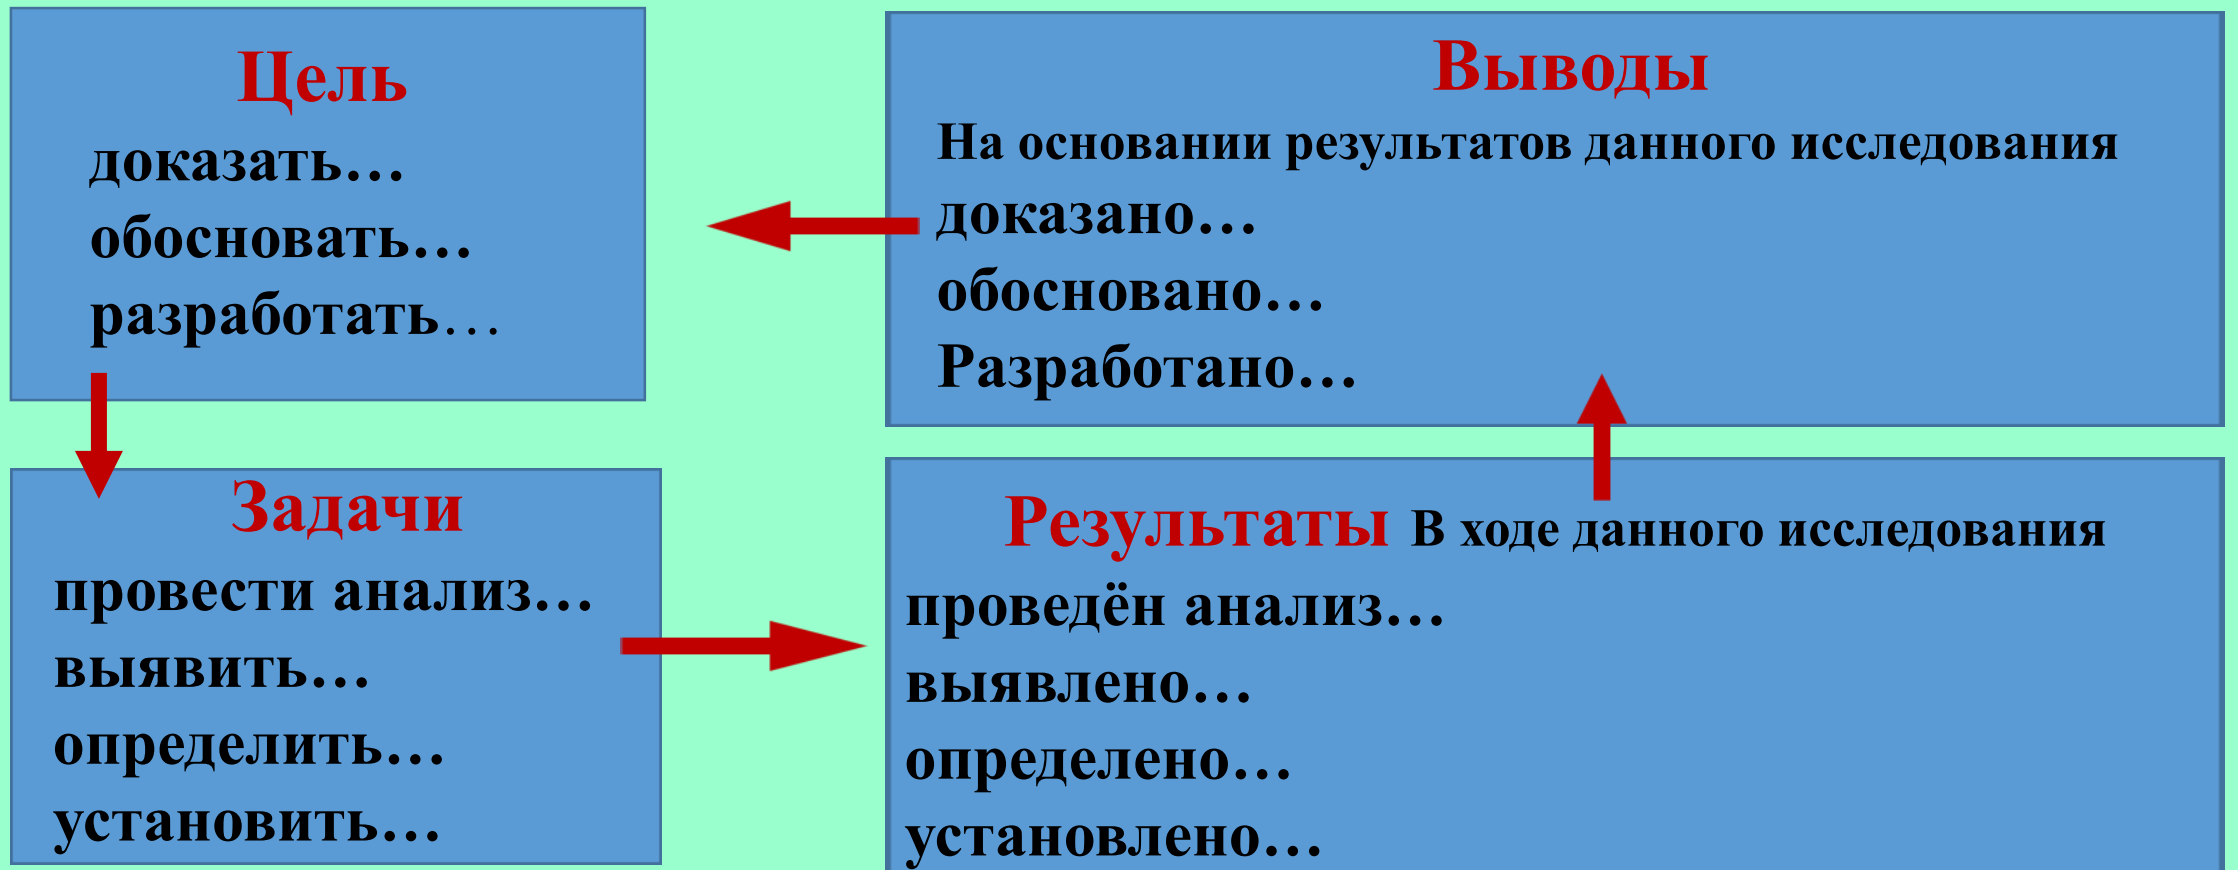 Цель
доказать…
обосновать…
разработать…
Выводы
На основании результатов данного исследования
доказано…
обосновано…
Разработано…
Задачи
провести анализ…
выявить…
определить…
установить…
Результаты В ходе данного исследования
проведён анализ…
выявлено…
определено…
установлено…